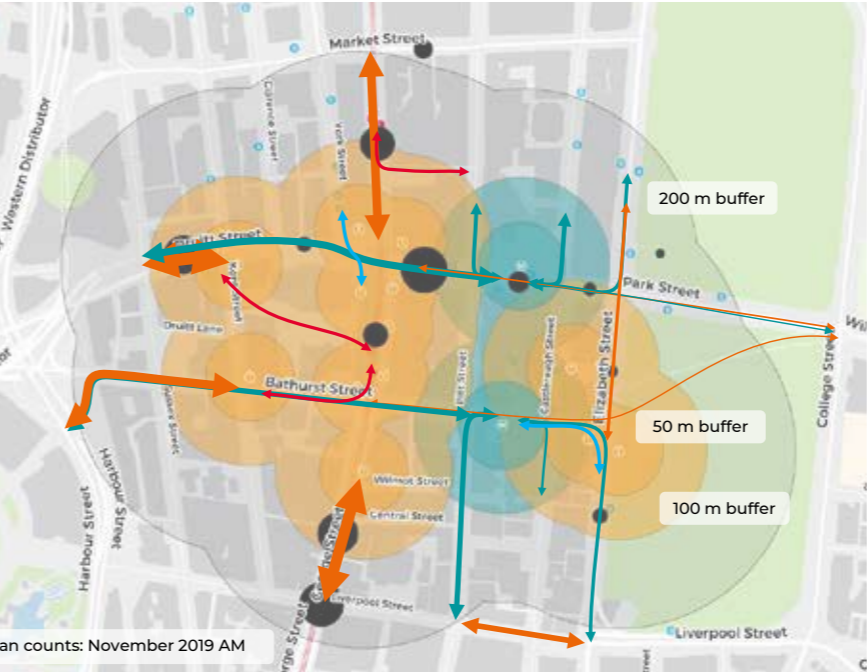 Market Street
Clarence Street
York Street
Western Distributor
200 m buffer
Druitt Street
Kent Street
Park Street
Druitt Lane
Bathurst Street
Castlereagh Street
Elizabeth Street
College Street
50 m buffer
Sussex Street
Wilmot Street
Harbour Street
Harbour Street
Central Street
100 m buffer
Liverpool Street
Liverpool Street
an counts: November 2019 AM
rge Street